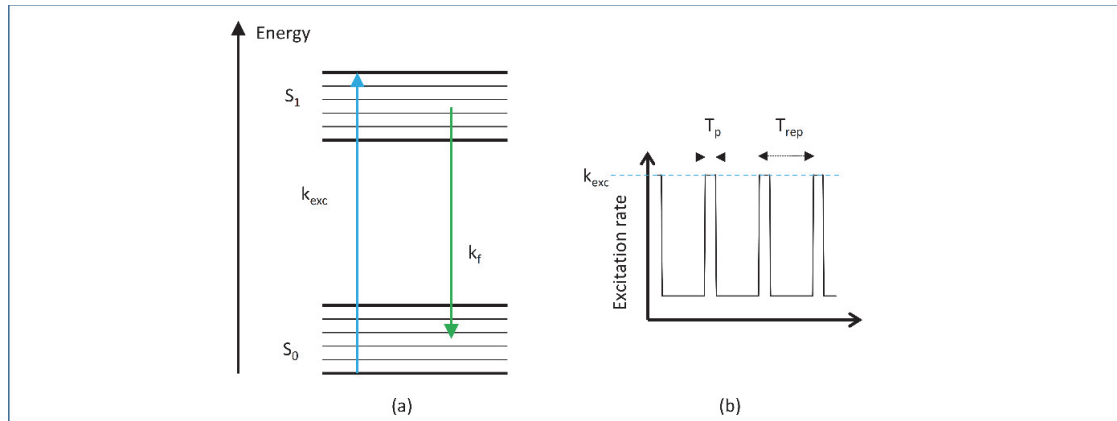 Energy
S1
kexc
kf
S0
(a)
Tp
Trep
kexc
Excitation rate
(b)